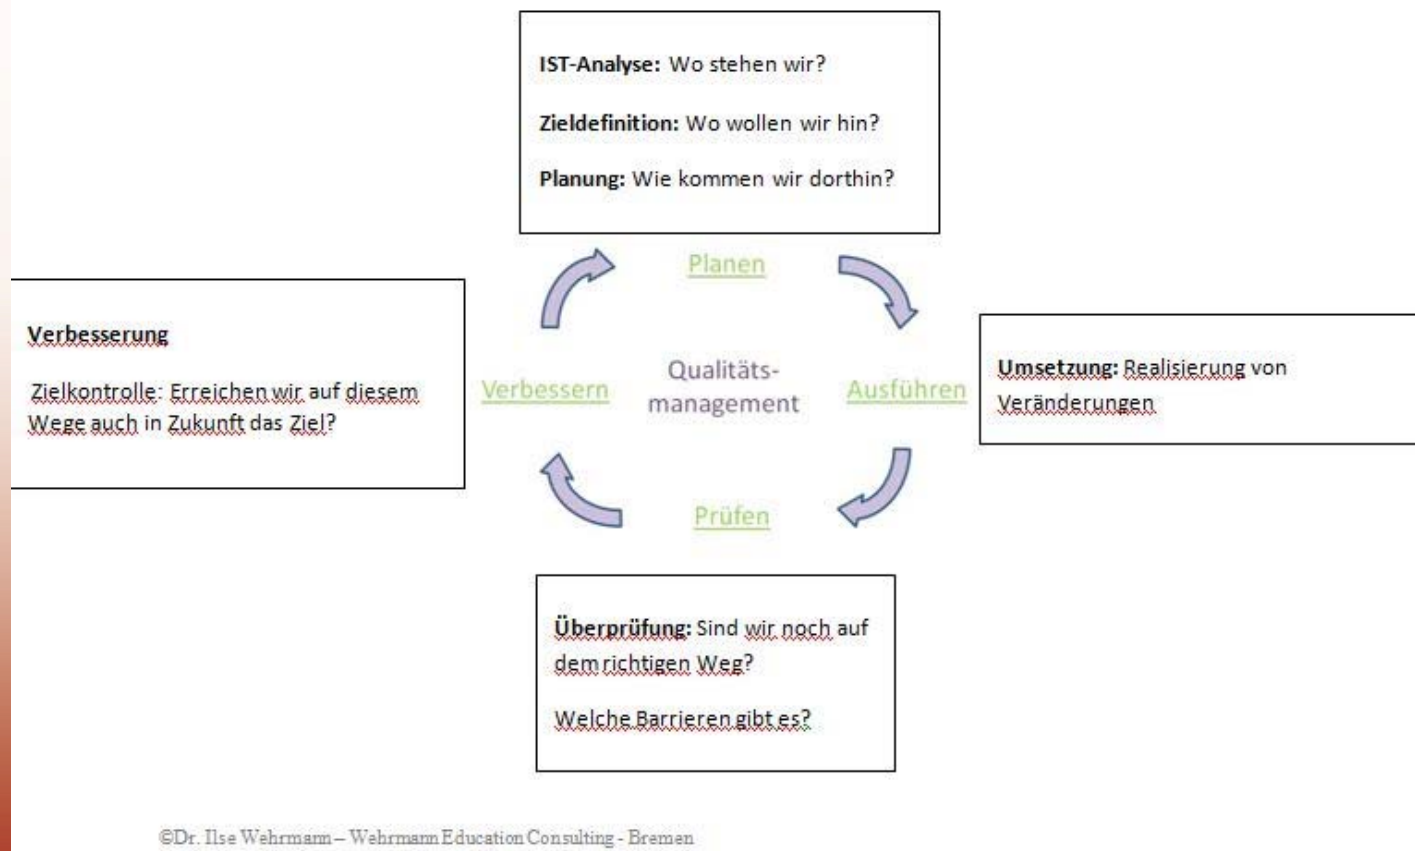 IST-Analyse: Wo stehen wir?
Zieldefinition: Wo wollen wir hin?
Planung: Wie kommen wir dorthin?
Planen
Verbesserung
Zielkontrolle: Erreichen wir auf diesem
Wege auch in Zukunft das Ziel?
Verbessern
Qualitäts-
management
Ausführen
Umsetzung: Realisierung von
Veränderungen
Prüfen
Überprüfung: Sind wir noch auf
dem richtigen Weg?
Welche Barrieren gibt es?
©Dr. Ilse Wehrmann – Wehrmann Education Consulting - Bremen